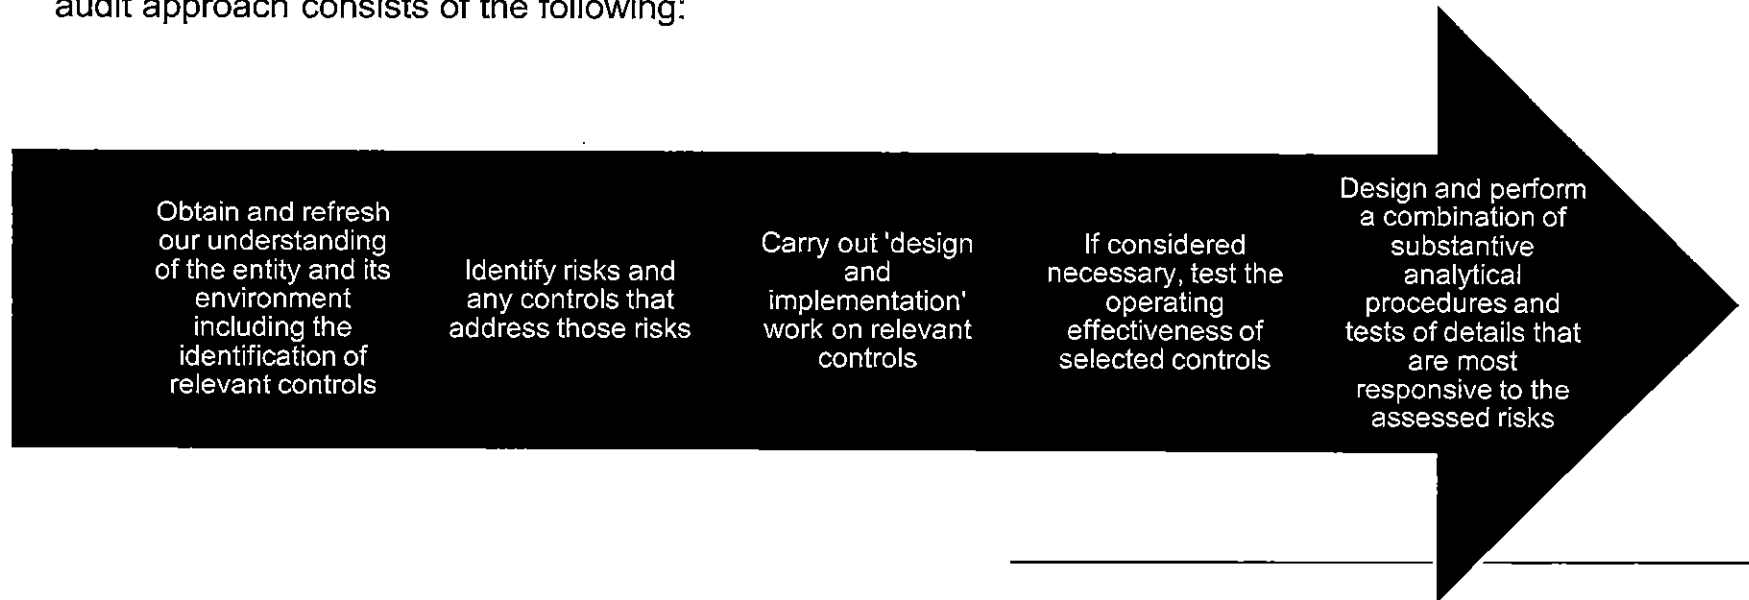 audit approach consists of the following:
Obtain and refresh
our understanding
of the entity and its
environment
including the
identification of
relevant controls
Identify risks and
any controls that
address those risks
Carry out 'design
and
implementation'
work on relevant
controls
If considered
necessary, test the
operating
effectiveness of
selected controls
Design and perform
a combination of
substantive
analytical
procedures and
tests of details that
are most
responsive to the
assessed risks